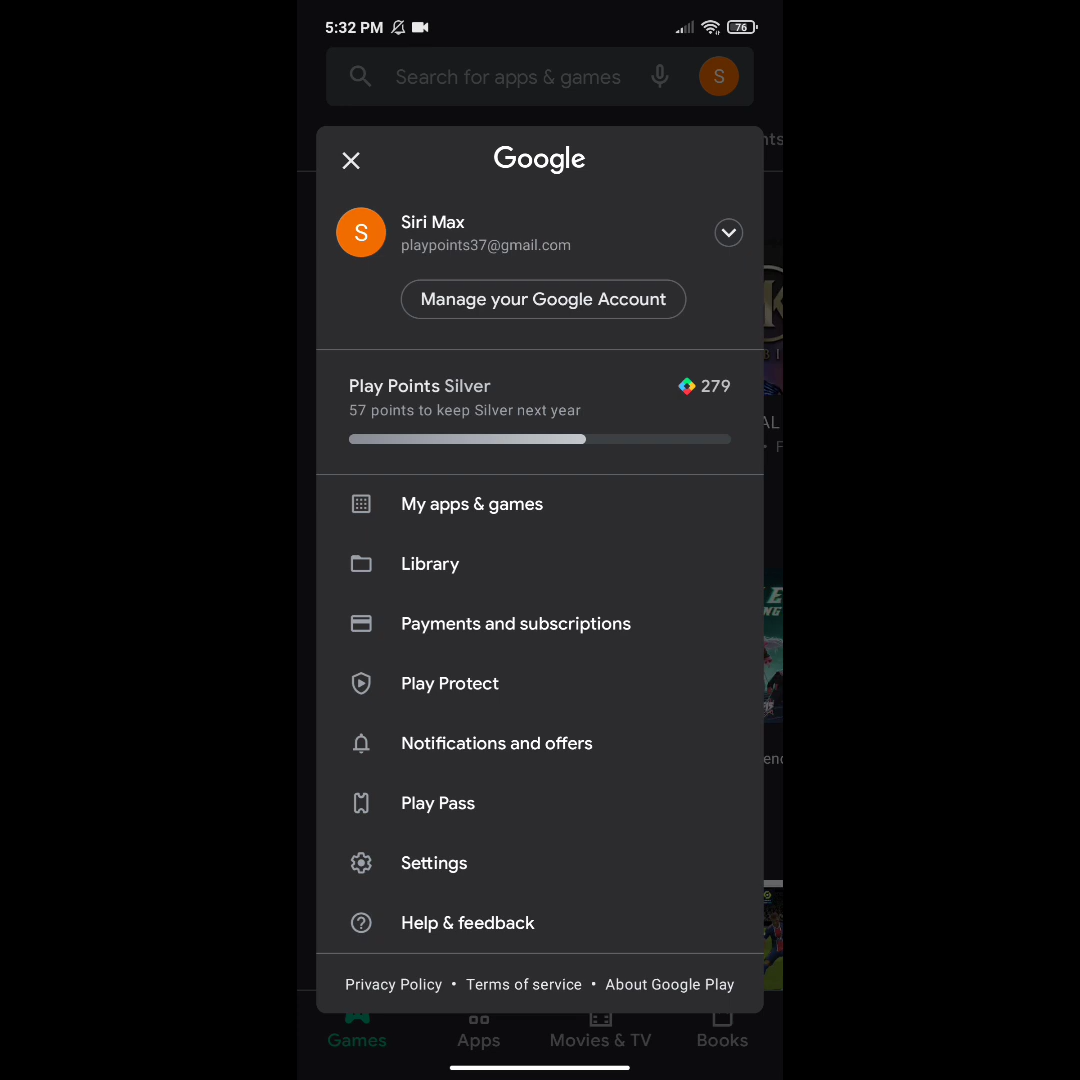 5:32 PM
76
Search for apps & games
S
nts
Google
S
Siri Max
playpoints37@gmail.com
Manage your Google Account
Play Points Silver
279
57 points to keep Silver next year
My apps & games
Library
Payments and subscriptions
Play Protect
Notifications and offers
Play Pass
Settings
Help & feedback
Privacy Policy • Terms of service • About Google Play
Games
Apps
Movies & TV
Books